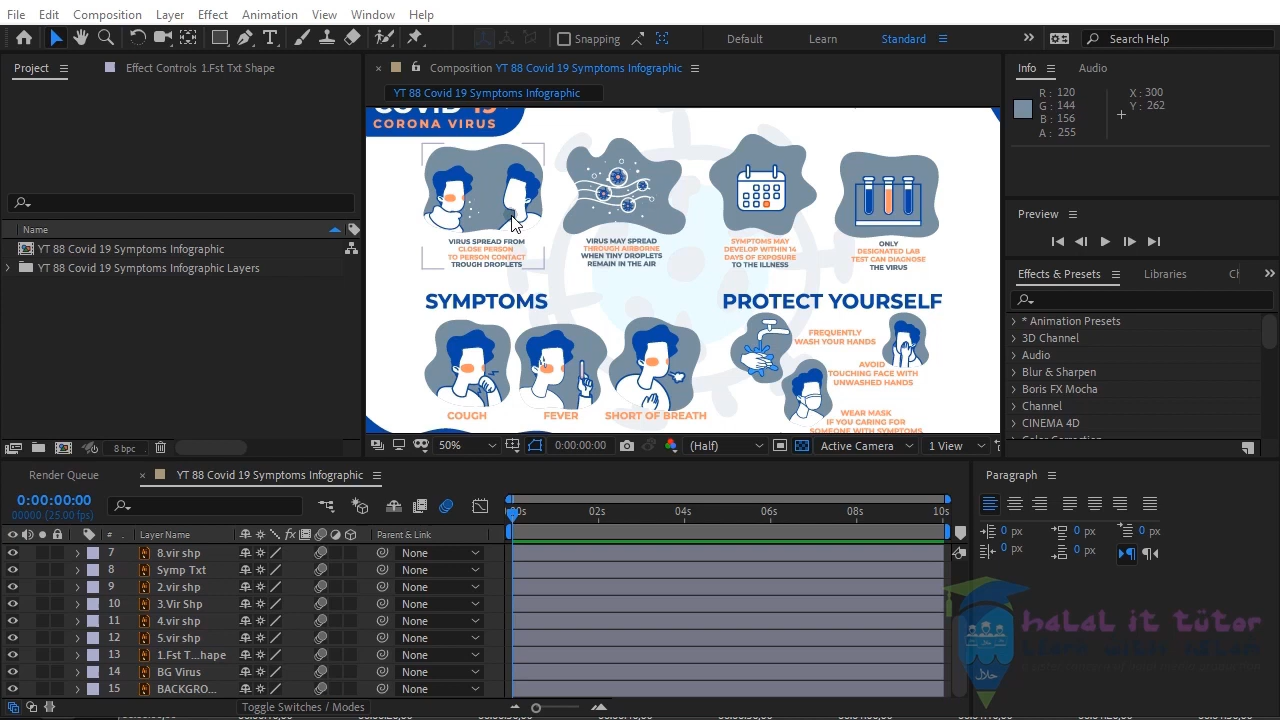 File Edit Composition Layer Effect Animation View Window Help
Snapping Default Learn Standard Search Help
Project Effect Controls 1.Fst Txt Shape
Composition YT 88 Covid 19 Symptoms Infographic
Info Audio
YT 88 Covid 19 Symptoms Infographic
R : 120 X : 300
G : 144 Y : 262
B : 156
A : 255
COVID 19
CORONA VIRUS
VIRUS SPREAD FROM
CLOSE PERSON
TO PERSON CONTACT
TROUGH DROPLETS
VIRUS MAY SPREAD
THROUGH AIRBORNE
WHEN TINY DROPLETS
REMAIN IN THE AIR
SYMPTOMS MAY
DEVELOP WITHIN 14
DAYS OF EXPOSURE
TO THE ILLNESS
ONLY
DESIGNATED LAB
TEST CAN DIAGNOSE
THE VIRUS
SYMPTOMS
COUGH FEVER SHORT OF BREATH
PROTECT YOURSELF
FREQUENTLY
WASH YOUR HANDS
AVOID
TOUCHING FACE WITH
UNWASHED HANDS
WEAR MASK
IF YOU CARING FOR
SOMEONE WITH SYMPTOMS
Name
YT 88 Covid 19 Symptoms Infographic
YT 88 Covid 19 Symptoms Infographic Layers
8 bpc
50% 0:00:00:00 (Half) Active Camera 1 View
Preview
Effects & Presets Libraries
* Animation Presets
3D Channel
Audio
Blur & Sharpen
Boris FX Mocha
Channel
CINEMA 4D
Color Correction
Render Queue YT 88 Covid 19 Symptoms Infographic
0:00:00:00
00000 (25.00 fps)
02s 04s 06s 08s 10s
# Layer Name Parent & Link
7 8.vir shp None
8 Symp Txt None
9 2.vir shp None
10 3.Vir Shp None
11 4.vir shp None
12 5.vir shp None
13 1.Fst T...hape None
14 BG Virus None
15 BACKGRO... None
Toggle Switches / Modes
Paragraph
0 px 0 px 0 px
0 px 0 px
halal it tutor
حلال